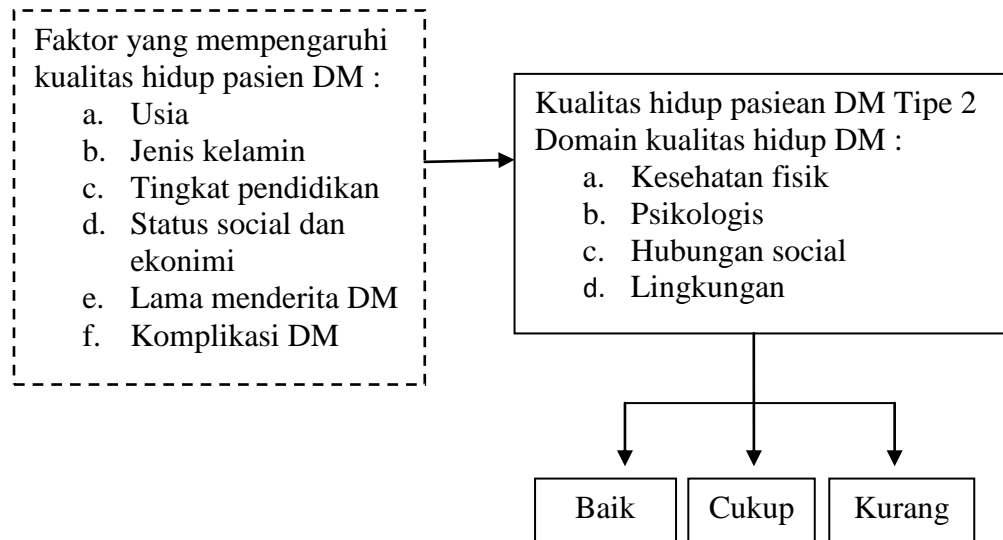 Faktor yang mempengaruhi
kualitas hidup pasien DM :
a. Usia
b. Jenis kelamin
c. Tingkat pendidikan
d. Status social dan
ekonimi
e. Lama menderita DM
f. Komplikasi DM
Kualitas hidup pasiean DM Tipe 2
Domain kualitas hidup DM :
a. Kesehatan fisik
b. Psikologis
c. Hubungan social
d. Lingkungan
Baik
Cukup
Kurang